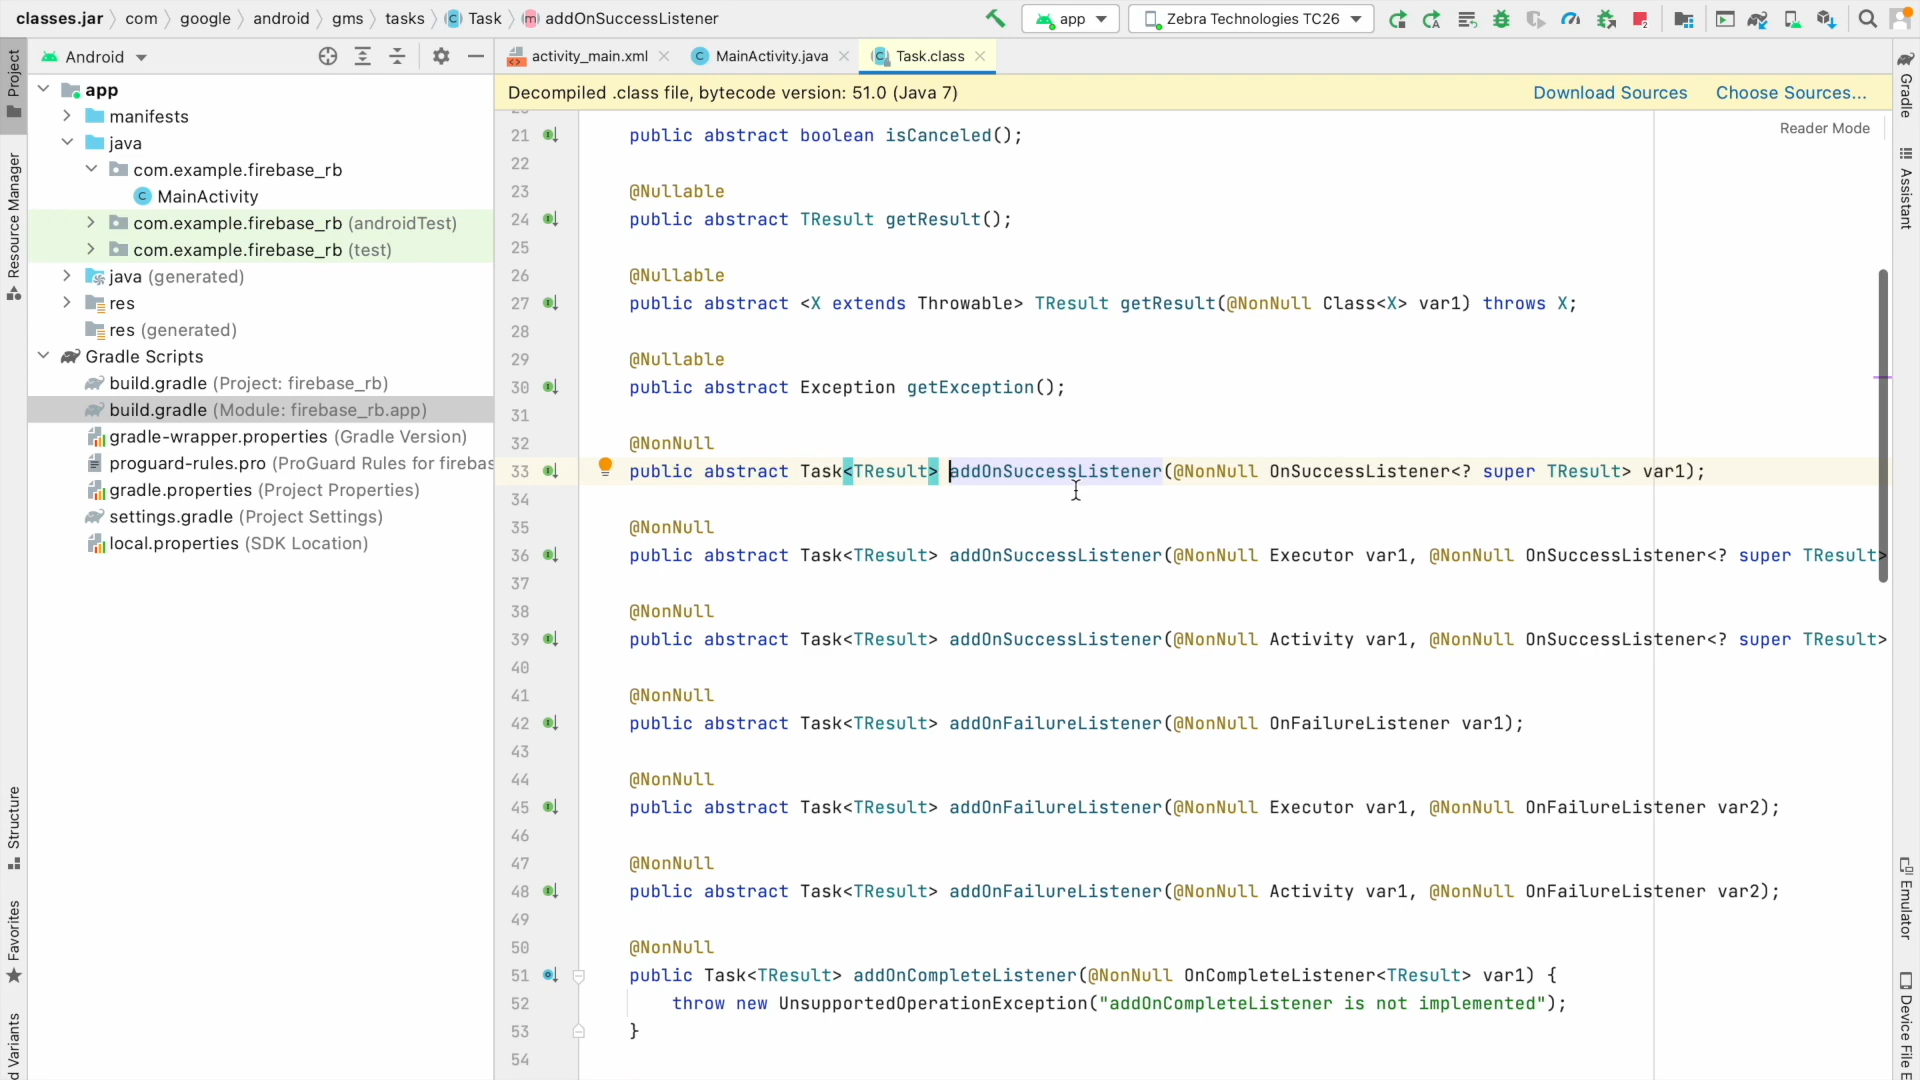 classes.jar com google android gms tasks Task addOnSuccessListener
app Zebra Technologies TC26
Project
Resource Manager
Structure
Favorites
d Variants
Android
app
manifests
java
com.example.firebase_rb
MainActivity
com.example.firebase_rb (androidTest)
com.example.firebase_rb (test)
java (generated)
res
res (generated)
Gradle Scripts
build.gradle (Project: firebase_rb)
build.gradle (Module: firebase_rb.app)
gradle-wrapper.properties (Gradle Version)
proguard-rules.pro (ProGuard Rules for firebas
gradle.properties (Project Properties)
settings.gradle (Project Settings)
local.properties (SDK Location)
activity_main.xml MainActivity.java Task.class
Decompiled .class file, bytecode version: 51.0 (Java 7) Download Sources Choose Sources...
Reader Mode
21 public abstract boolean isCanceled();
22
23 @Nullable
24 public abstract TResult getResult();
25
26 @Nullable
27 public abstract <X extends Throwable> TResult getResult(@NonNull Class<X> var1) throws X;
28
29 @Nullable
30 public abstract Exception getException();
31
32 @NonNull
33 public abstract Task<TResult> addOnSuccessListener(@NonNull OnSuccessListener<? super TResult> var1);
34
35 @NonNull
36 public abstract Task<TResult> addOnSuccessListener(@NonNull Executor var1, @NonNull OnSuccessListener<? super TResult>
37
38 @NonNull
39 public abstract Task<TResult> addOnSuccessListener(@NonNull Activity var1, @NonNull OnSuccessListener<? super TResult>
40
41 @NonNull
42 public abstract Task<TResult> addOnFailureListener(@NonNull OnFailureListener var1);
43
44 @NonNull
45 public abstract Task<TResult> addOnFailureListener(@NonNull Executor var1, @NonNull OnFailureListener var2);
46
47 @NonNull
48 public abstract Task<TResult> addOnFailureListener(@NonNull Activity var1, @NonNull OnFailureListener var2);
49
50 @NonNull
51 public Task<TResult> addOnCompleteListener(@NonNull OnCompleteListener<TResult> var1) {
52 throw new UnsupportedOperationException("addOnCompleteListener is not implemented");
53 }
54
Gradle
Assistant
Emulator
Device File E